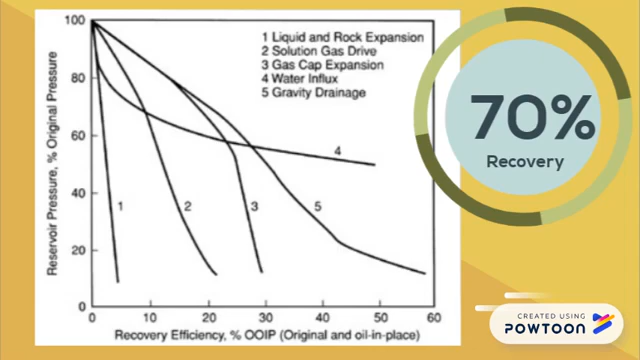 1 Liquid and Rock Expansion
2 Solution Gas Drive
3 Gas Cap Expansion
4 Water Influx
5 Gravity Drainage
Reservoir Pressure, % Original Pressure
100
80
60
40
20
0
1
2
3
4
5
0 10 20 30 40 50 60
Recovery Efficiency, % OOIP (Original and oil-in-place)
70%
Recovery
CREATED USING
POWTOON